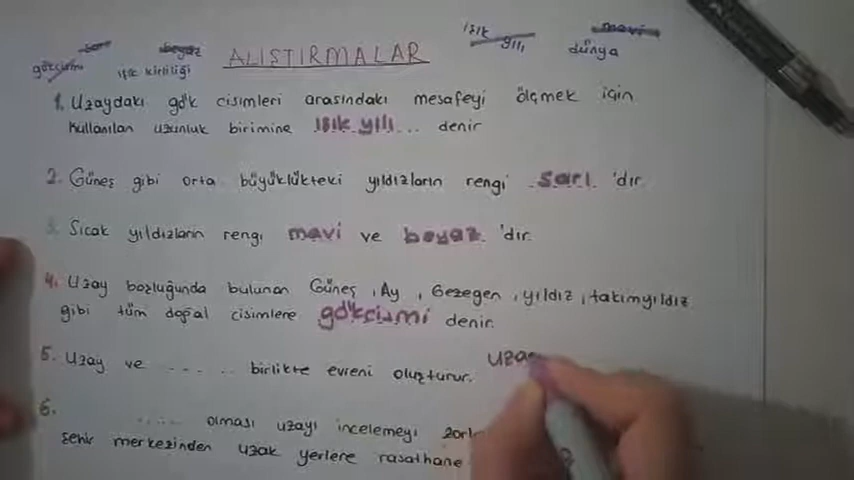 ışık yılı mavi
gökcismi sarı beyaz ALIŞTIRMALAR dünya
ışık kirliliği
1. Uzaydaki gök cisimleri arasındaki mesafeyi ölçmek için
kullanılan uzunluk birimine ışık yılı... denir
2. Güneş gibi orta büyüklükteki yıldızların rengi ..sarı.. 'dır.
3. Sıcak yıldızların rengi mavi ve beyaz. 'dır.
4. Uzay boşluğunda bulunan Güneş, Ay, Gezegen, yıldız, takımyıldız
gibi tüm doğal cisimlere gökcismi denir.
5. Uzay ve ...... birlikte evreni oluşturur.
6. ..... olması uzayı incelemeyi
şehir merkezinden uzak yerlere rasathane